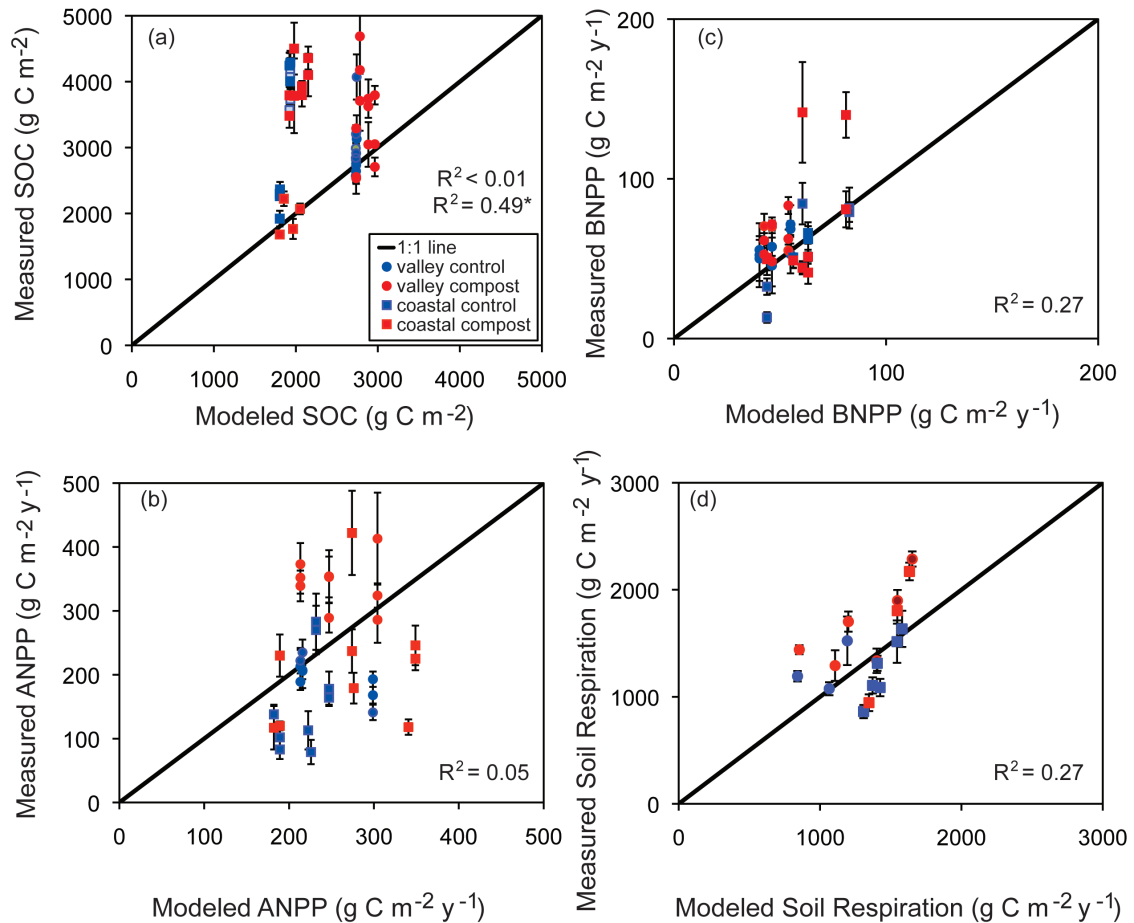 (a)
Measured SOC (g C m-2)
5000
4000
3000
2000
1000
0
R2 < 0.01
R2 = 0.49*
1:1 line
valley control
valley compost
coastal control
coastal compost
0 1000 2000 3000 4000 5000
Modeled SOC (g C m-2)
(c)
Measured BNPP (g C m-2 y-1)
200
100
0
R2 = 0.27
0 100 200
Modeled BNPP (g C m-2 y-1)
(b)
Measured ANPP (g C m-2 y-1)
500
400
300
200
100
0
R2 = 0.05
0 100 200 300 400 500
Modeled ANPP (g C m-2 y-1)
(d)
Measured Soil Respiration (g C m-2 y-1)
3000
2000
1000
0
R2 = 0.27
0 1000 2000 3000
Modeled Soil Respiration (g C m-2 y-1)